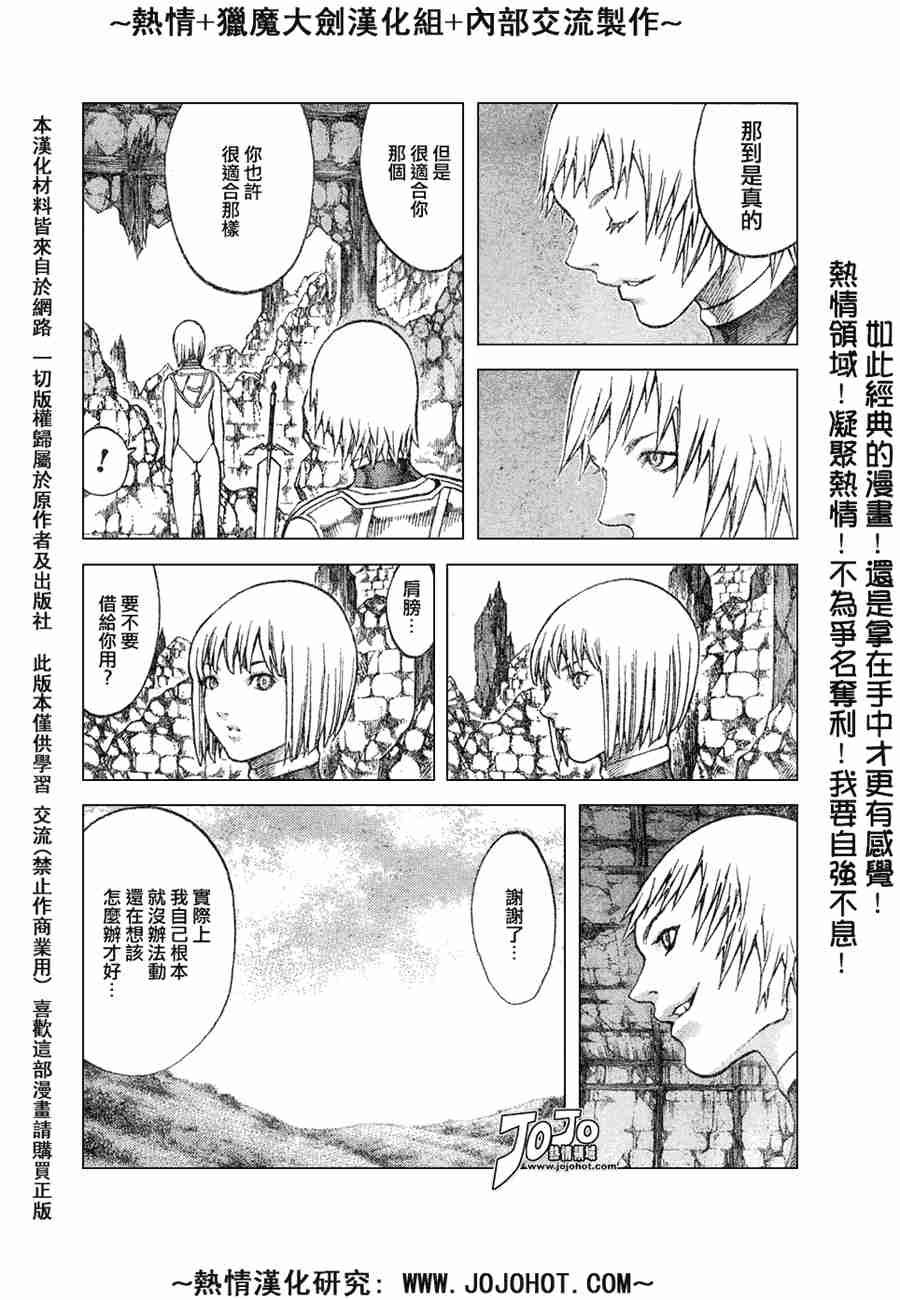 ~熱情+獵魔大劍漢化組+內部交流製作~
那到是真的
但是
很適合你
那個
你也許
很適合那樣
!
肩膀…
要不要
借給你用?
謝謝了…
實際上
我自己根本
就沒辦法動
還在想該
怎麼辦才好…
JOJO
熱情領域
www.jojohot.com
如此經典的漫畫!還是拿在手中才更有感覺!
熱情領域!凝聚熱情!不為爭名奪利!我要自強不息!
本漢化材料皆來自於網路 一切版權歸屬於原作者及出版社 此版本僅供學習 交流(禁止作商業用) 喜歡這部漫畫請購買正版
~熱情漢化研究: WWW.JOJOHOT.COM~